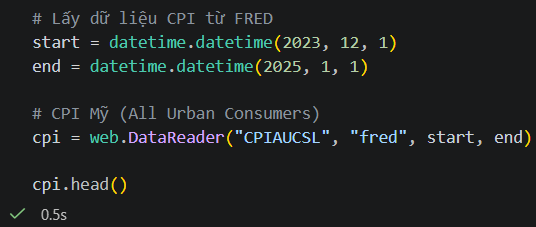 # Lấy dữ liệu CPI từ FRED
start = datetime.datetime(2023, 12, 1)
end = datetime.datetime(2025, 1, 1)
# CPI Mỹ (All Urban Consumers)
cpi = web.DataReader("CPIAUCSL", "fred", start, end)
cpi.head()
0.5s